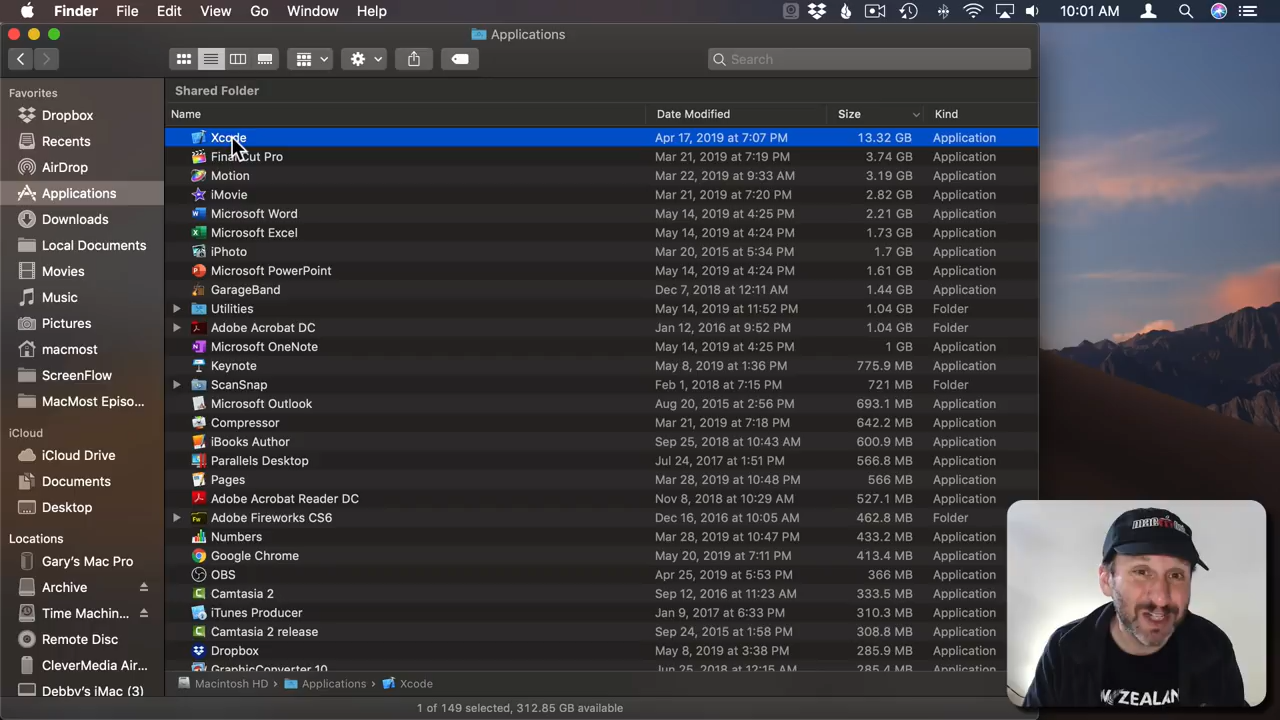 Finder File Edit View Go Window Help 10:01 AM
Applications
Search
Favorites
Dropbox
Recents
AirDrop
Applications
Downloads
Local Documents
Movies
Music
Pictures
macmost
ScreenFlow
MacMost Episo...
iCloud
iCloud Drive
Documents
Desktop
Locations
Gary's Mac Pro
Archive
Time Machin...
Remote Disc
CleverMedia Air...
Debby's iMac (3)
Shared Folder
Name Date Modified Size Kind
Xcode Apr 17, 2019 at 7:07 PM 13.32 GB Application
Final Cut Pro Mar 21, 2019 at 7:19 PM 3.74 GB Application
Motion Mar 22, 2019 at 9:33 AM 3.19 GB Application
iMovie Mar 21, 2019 at 7:20 PM 2.82 GB Application
Microsoft Word May 14, 2019 at 4:25 PM 2.21 GB Application
Microsoft Excel May 14, 2019 at 4:24 PM 1.73 GB Application
iPhoto Mar 20, 2015 at 5:34 PM 1.7 GB Application
Microsoft PowerPoint May 14, 2019 at 4:24 PM 1.61 GB Application
GarageBand Dec 7, 2018 at 12:11 AM 1.44 GB Application
Utilities May 14, 2019 at 11:52 PM 1.04 GB Folder
Adobe Acrobat DC Jan 12, 2016 at 9:52 PM 1.04 GB Folder
Microsoft OneNote May 14, 2019 at 4:25 PM 1 GB Application
Keynote May 8, 2019 at 1:36 PM 775.9 MB Application
ScanSnap Feb 1, 2018 at 7:15 PM 721 MB Folder
Microsoft Outlook Aug 20, 2015 at 2:56 PM 693.1 MB Application
Compressor Mar 21, 2019 at 7:18 PM 642.2 MB Application
iBooks Author Sep 25, 2018 at 10:43 AM 600.9 MB Application
Parallels Desktop Jul 24, 2017 at 1:51 PM 566.8 MB Application
Pages Mar 28, 2019 at 10:48 PM 566 MB Application
Adobe Acrobat Reader DC Nov 8, 2018 at 10:29 AM 527.1 MB Application
Adobe Fireworks CS6 Dec 16, 2016 at 10:05 AM 462.8 MB Folder
Numbers Mar 28, 2019 at 10:47 PM 433.2 MB Application
Google Chrome May 20, 2019 at 7:11 PM 413.4 MB Application
OBS Apr 25, 2019 at 5:53 PM 366 MB Application
Camtasia 2 Sep 12, 2016 at 11:23 AM 333.5 MB Application
iTunes Producer Jan 9, 2017 at 6:33 PM 310.3 MB Application
Camtasia 2 release Sep 24, 2015 at 1:58 PM 308.8 MB Application
Dropbox May 8, 2019 at 3:38 PM 285.9 MB Application
GraphicConverter 10 Jun 25, 2018 at 12:15 AM 285.4 MB Application
Macintosh HD Applications Xcode
1 of 149 selected, 312.85 GB available
ZEALAN